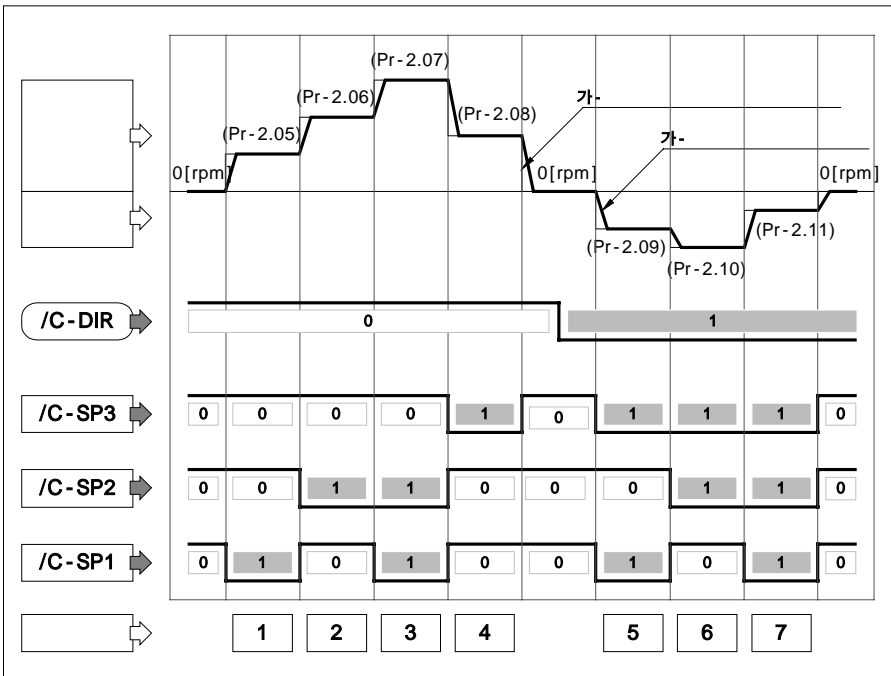 (Pr-2.07)
(Pr-2.06)
가-
(Pr-2.08)
(Pr-2.05)
가-
0[rpm] 0[rpm] 0[rpm]
(Pr-2.11)
(Pr-2.09)
(Pr-2.10)
/C-DIR 0 1
/C-SP3 0 0 0 0 1 0 1 1 1 0
/C-SP2 0 0 1 1 0 0 0 1 1 0
/C-SP1 0 1 0 1 0 0 1 0 1 0
1 2 3 4 5 6 7